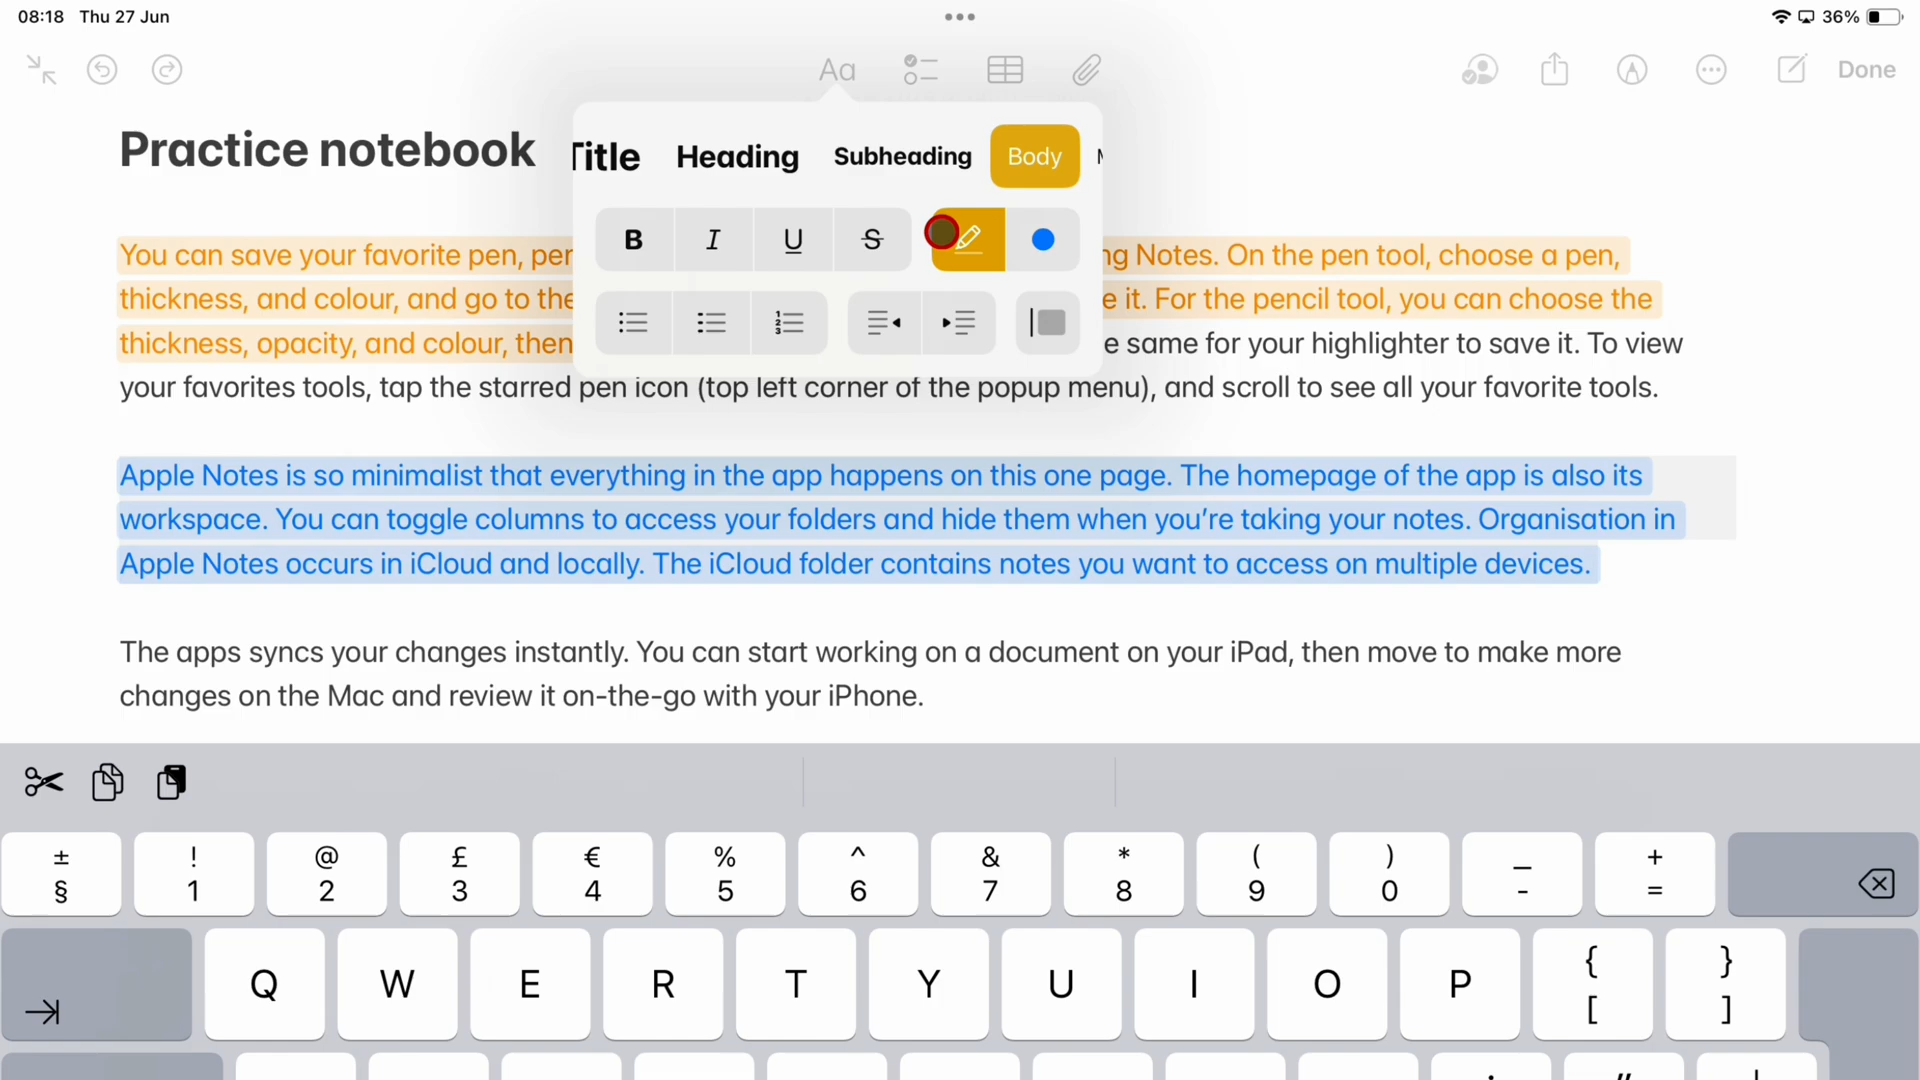 08:18 Thu 27 Jun
36%
Aa
Done
Practice notebook
Title Heading Subheading Body
B I U S
You can save your favorite pen, per ng Notes. On the pen tool, choose a pen,
thickness, and colour, and go to the e it. For the pencil tool, you can choose the
thickness, opacity, and colour, then e same for your highlighter to save it. To view
your favorites tools, tap the starred pen icon (top left corner of the popup menu), and scroll to see all your favorite tools.
Apple Notes is so minimalist that everything in the app happens on this one page. The homepage of the app is also its
workspace. You can toggle columns to access your folders and hide them when you’re taking your notes. Organisation in
Apple Notes occurs in iCloud and locally. The iCloud folder contains notes you want to access on multiple devices.
The apps syncs your changes instantly. You can start working on a document on your iPad, then move to make more
changes on the Mac and review it on-the-go with your iPhone.
± ! @ £ € % ^ & * ( ) _ +
§ 1 2 3 4 5 6 7 8 9 0 - =
Q W E R T Y U I O P { }
[ ]